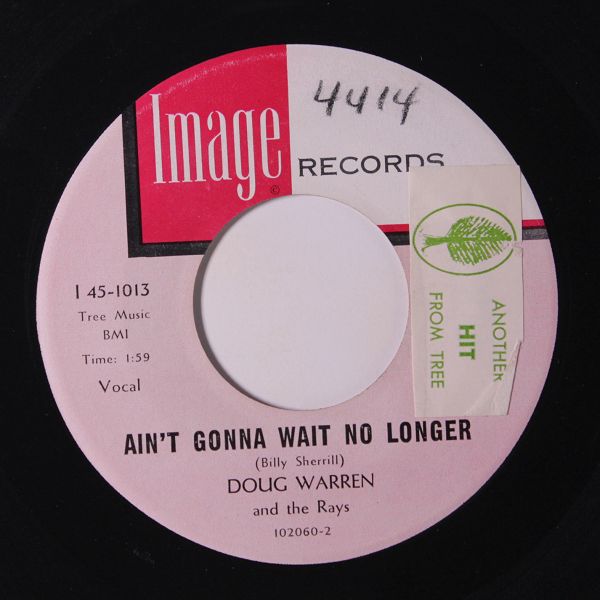 4414
Image
©
RECORDS
I 45-1013
Tree Music
BMI
Time: 1:59
Vocal
ANOTHER
HIT
FROM TREE
AIN'T GONNA WAIT NO LONGER
(Billy Sherrill)
DOUG WARREN
and the Rays
102060-2